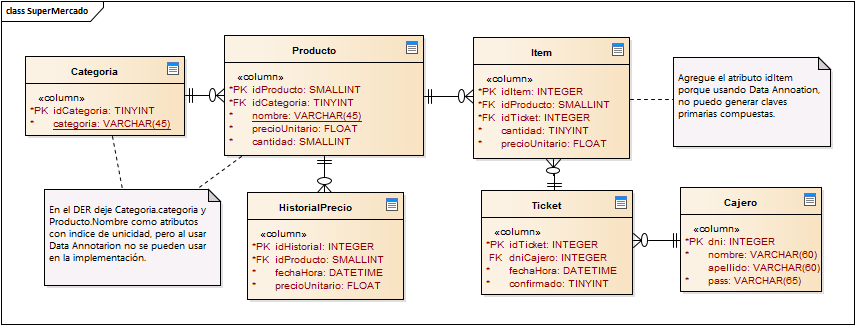 class SuperMercado
Categoria
«column»
*PK idCategoria: TINYINT
* categoria: VARCHAR(45)
Producto
«column»
*PK idProducto: SMALLINT
*FK idCategoria: TINYINT
* nombre: VARCHAR(45)
* precioUnitario: FLOAT
* cantidad: SMALLINT
Item
«column»
*PK idItem: INTEGER
*FK idProducto: SMALLINT
*FK idTicket: INTEGER
* cantidad: TINYINT
* precioUnitario: FLOAT
Agregue el atributo idItem
porque usando Data Annoation,
no puedo generar claves
primarias compuestas.
En el DER deje Categoria.categoria y
Producto.Nombre como atributos
con indice de unicidad, pero al usar
Data Annotarion no se pueden usar
en la implementación.
HistorialPrecio
«column»
*PK idHistorial: INTEGER
*FK idProducto: SMALLINT
* fechaHora: DATETIME
* precioUnitario: FLOAT
Ticket
«column»
*PK idTicket: INTEGER
FK dniCajero: INTEGER
* fechaHora: DATETIME
* confirmado: TINYINT
Cajero
«column»
*PK dni: INTEGER
* nombre: VARCHAR(60)
* apellido: VARCHAR(60)
* pass: VARCHAR(65)